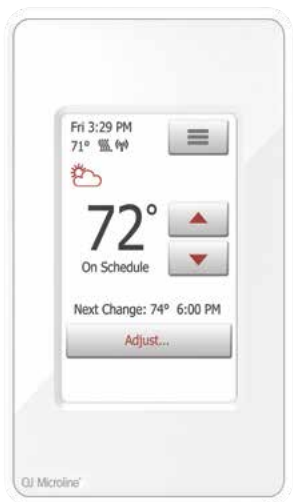 Fri 3:29 PM
71°
72°
On Schedule
Next Change: 74° 6:00 PM
Adjust...
OJ Microline®